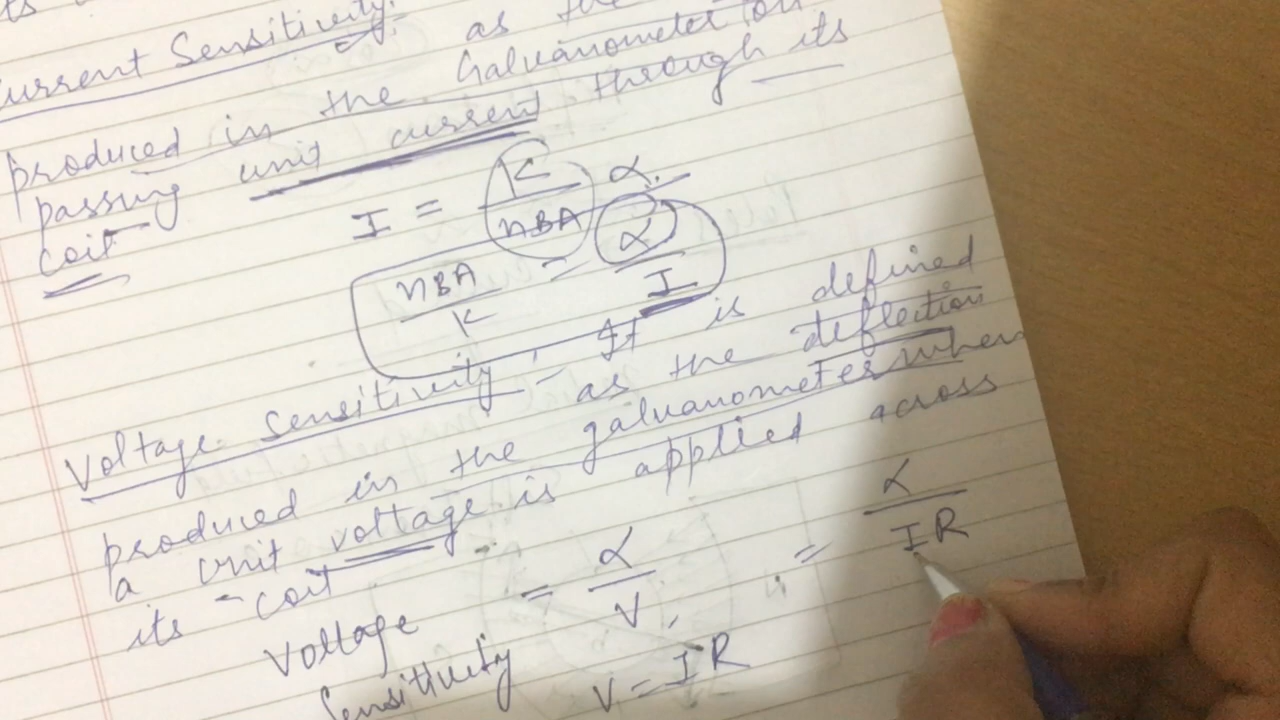 Current Sensitivity:
as the
produced in the Galvanometer on
passing unit current through its
coil
I = K/nBA α.
nBA/K = α/I
Voltage Sensitivity :- It is defined
as the deflection
produced in the galvanometer when
a unit voltage is applied across
its coil
Voltage Sensitivity = α/V, = α/IR
V = IR